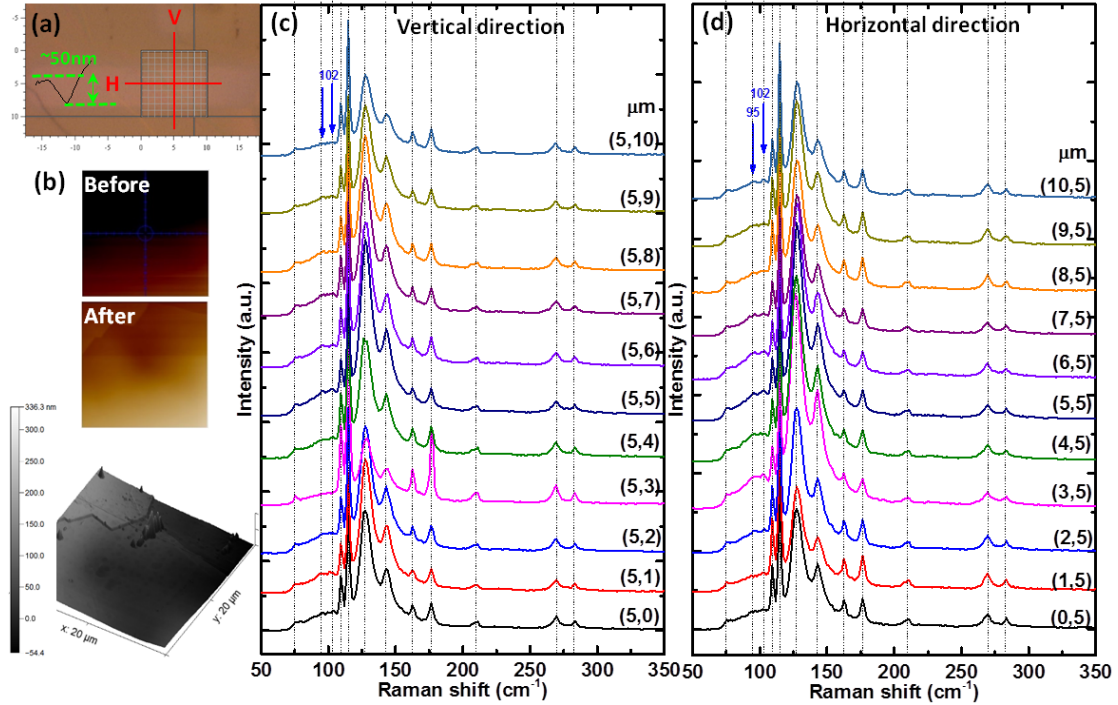 (a)
V
~50nm
H
-5
0
5
10
-15
-10
-5
0
5
10
15
(b)
Before
After
336.3 nm
300.0
250.0
200.0
150.0
100.0
50.0
0.0
-54.4
x: 20 µm
y: 20 µm
(c)
Vertical direction
102
µm
(5,10)
(5,9)
(5,8)
(5,7)
(5,6)
(5,5)
(5,4)
(5,3)
(5,2)
(5,1)
(5,0)
Intensity (a.u.)
50 100 150 200 250 300 350
Raman shift (cm-1)
(d)
Horizontal direction
102
95
µm
(10,5)
(9,5)
(8,5)
(7,5)
(6,5)
(5,5)
(4,5)
(3,5)
(2,5)
(1,5)
(0,5)
Intensity (a.u.)
50 100 150 200 250 300 350
Raman shift (cm-1)